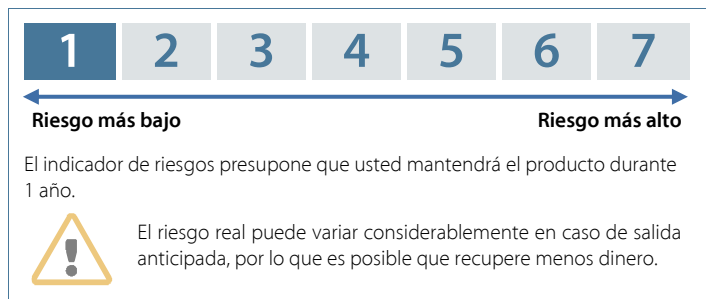 1 2 3 4 5 6 7
Riesgo más bajo Riesgo más alto
El indicador de riesgos presupone que usted mantendrá el producto durante
1 año.
El riesgo real puede variar considerablemente en caso de salida
anticipada, por lo que es posible que recupere menos dinero.